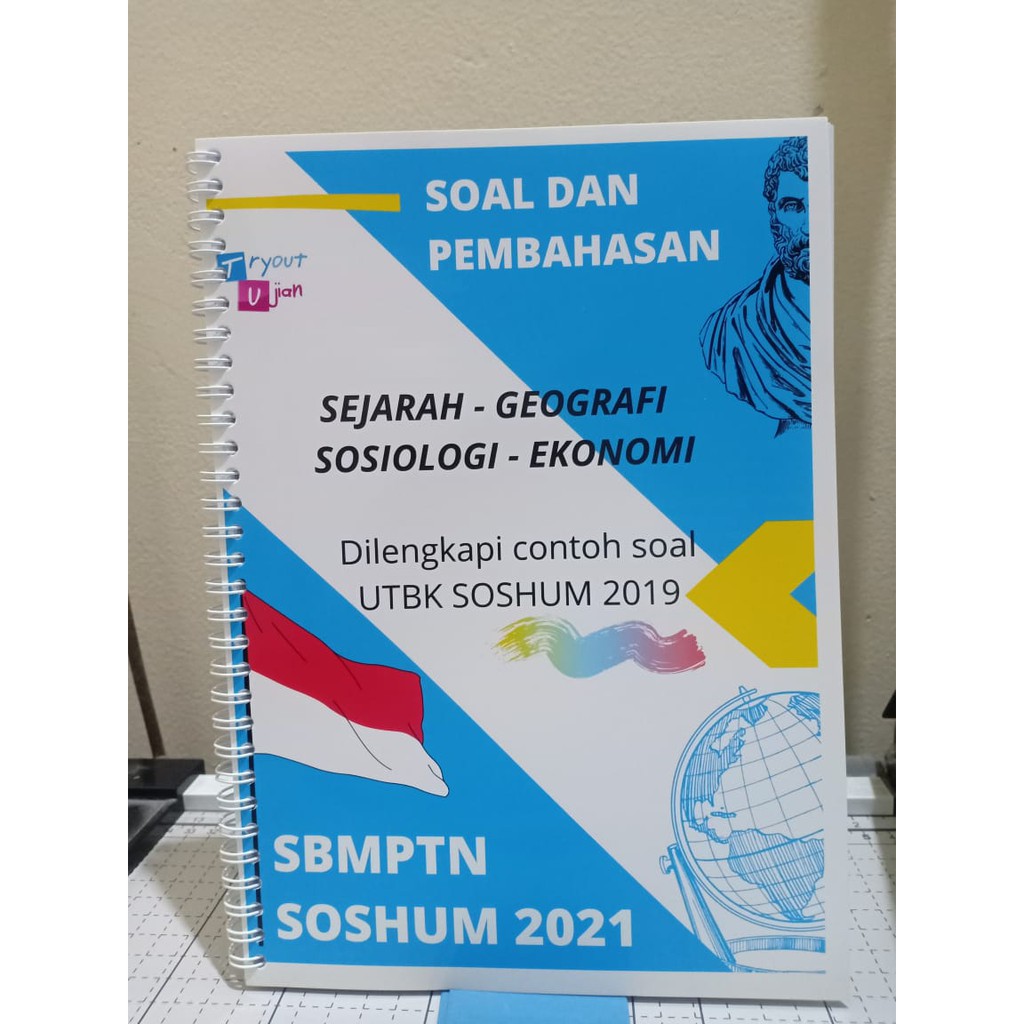 SOAL DAN
PEMBAHASAN
Tryout
Ujian
SEJARAH - GEOGRAFI
SOSIOLOGI - EKONOMI
Dilengkapi contoh soal
UTBK SOSHUM 2019
SBMPTN
SOSHUM 2021